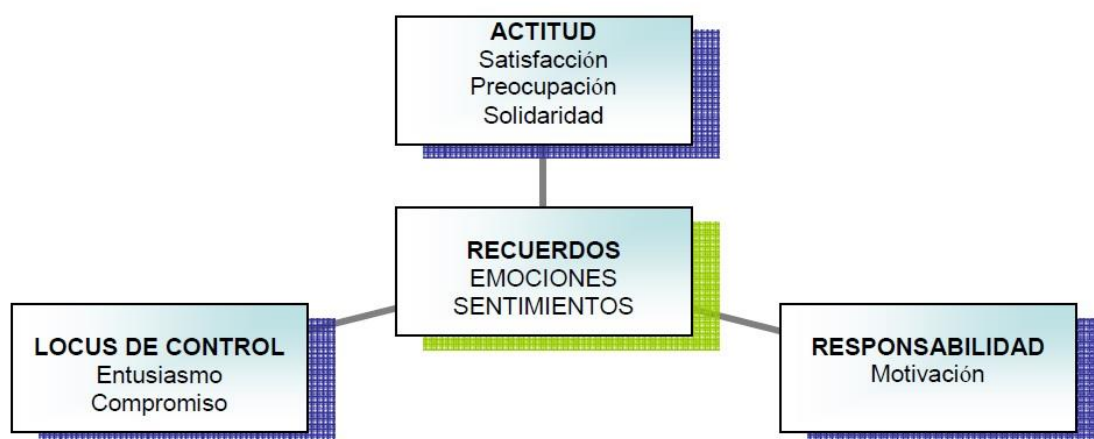 ACTITUD
Satisfacción
Preocupación
Solidaridad
RECUERDOS
EMOCIONES
SENTIMIENTOS
LOCUS DE CONTROL
Entusiasmo
Compromiso
RESPONSABILIDAD
Motivación